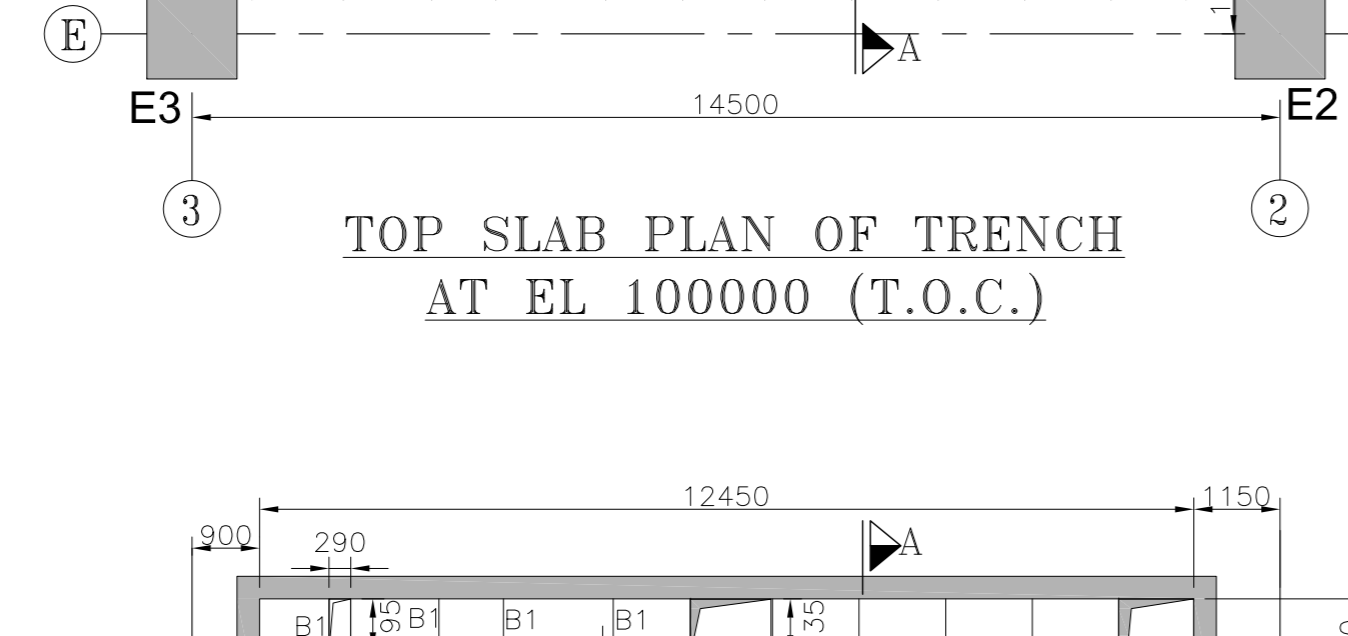 E
A
1
E3
14500
E2
3
2
TOP SLAB PLAN OF TRENCH
AT EL 100000 (T.O.C.)
12450
1150
900
290
A
B1
95
B1
B1
B1
35